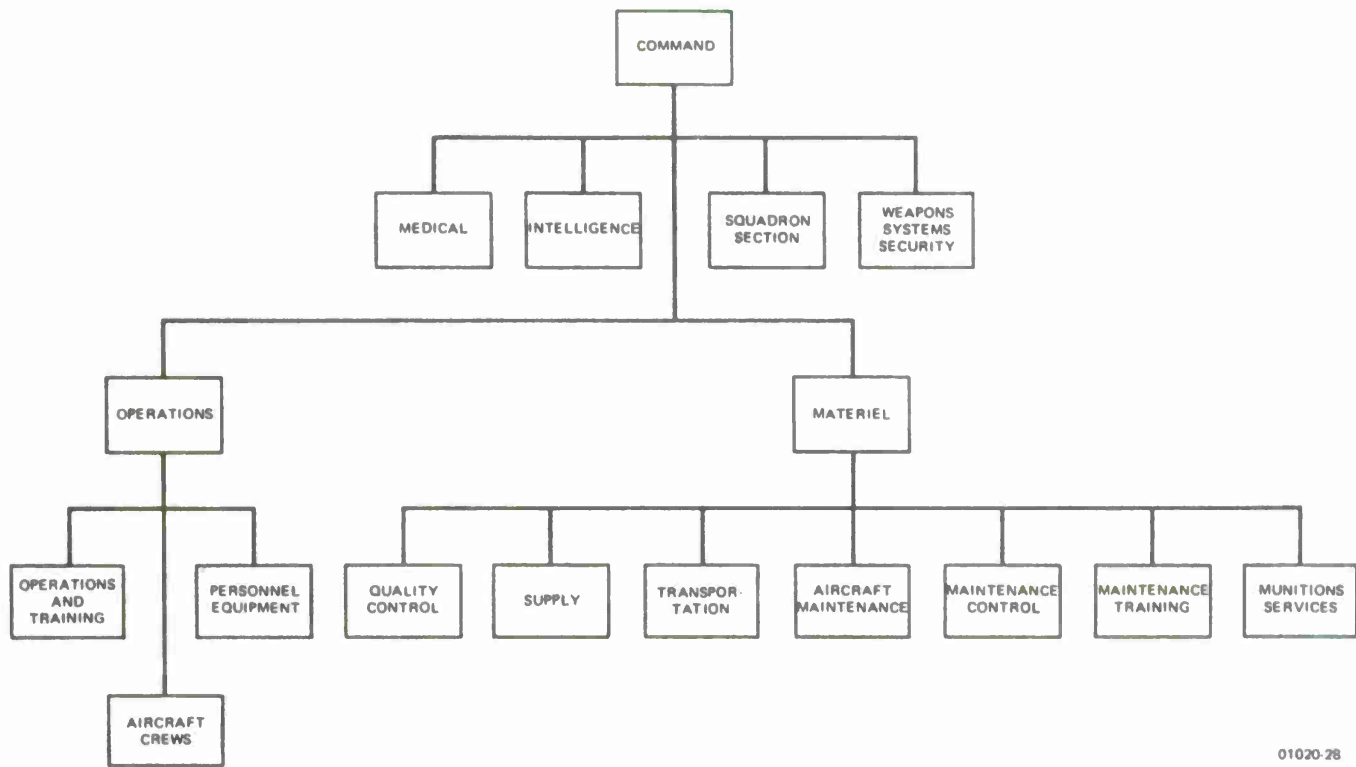 COMMAND
MEDICAL
INTELLIGENCE
SQUADRON
SECTION
WEAPONS
SYSTEMS
SECURITY
OPERATIONS
MATERIEL
OPERATIONS
AND
TRAINING
PERSONNEL
EQUIPMENT
QUALITY
CONTROL
SUPPLY
TRANSPOR-
TATION
AIRCRAFT
MAINTENANCE
MAINTENANCE
CONTROL
MAINTENANCE
TRAINING
MUNITIONS
SERVICES
AIRCRAFT
CREWS
01020-28